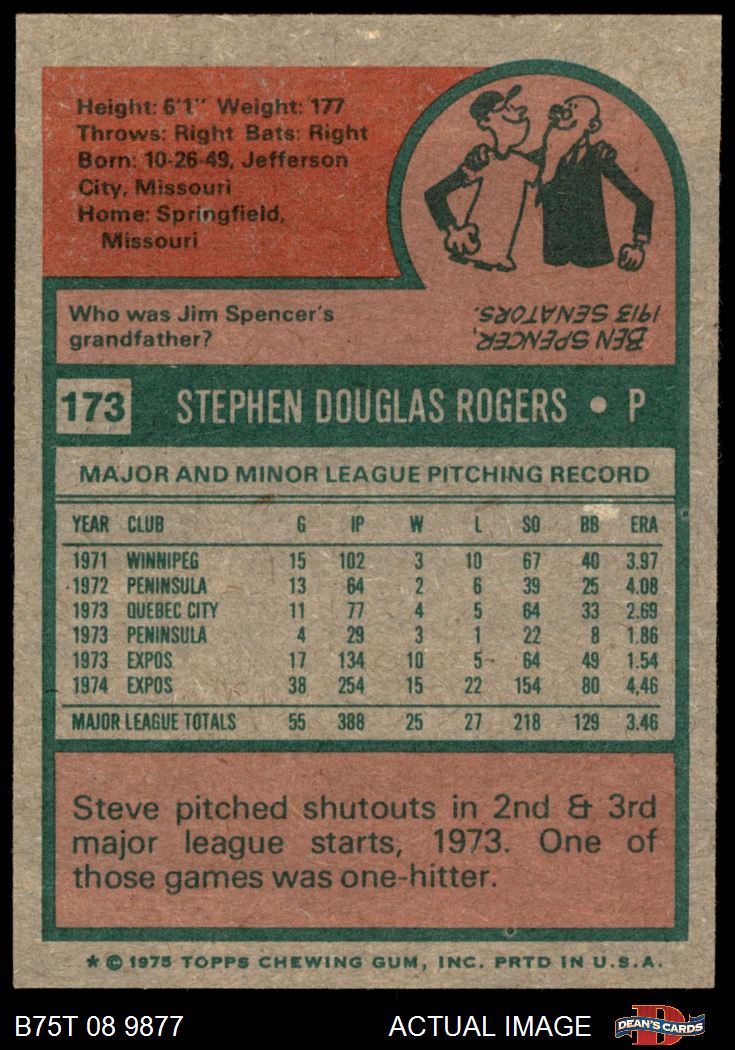 Height: 6'1" Weight: 177
Throws: Right Bats: Right
Born: 10-26-49, Jefferson
City, Missouri
Home: Springfield,
Missouri
Who was Jim Spencer's
grandfather?
BEN SPENCER,
1913 SENATORS.
173 STEPHEN DOUGLAS ROGERS • P
MAJOR AND MINOR LEAGUE PITCHING RECORD
YEAR CLUB G IP W L SO BB ERA
1971 WINNIPEG 15 102 3 10 67 40 3.97
1972 PENINSULA 13 64 2 6 39 25 4.08
1973 QUEBEC CITY 11 77 4 5 64 33 2.69
1973 PENINSULA 4 29 3 1 22 8 1.86
1973 EXPOS 17 134 10 5 64 49 1.54
1974 EXPOS 38 254 15 22 154 80 4.46
MAJOR LEAGUE TOTALS 55 388 25 27 218 129 3.46
Steve pitched shutouts in 2nd & 3rd
major league starts, 1973. One of
those games was one-hitter.
* © 1975 TOPPS CHEWING GUM, INC. PRTD IN U.S.A.
B75T 08 9877 ACTUAL IMAGE DEAN'S CARDS